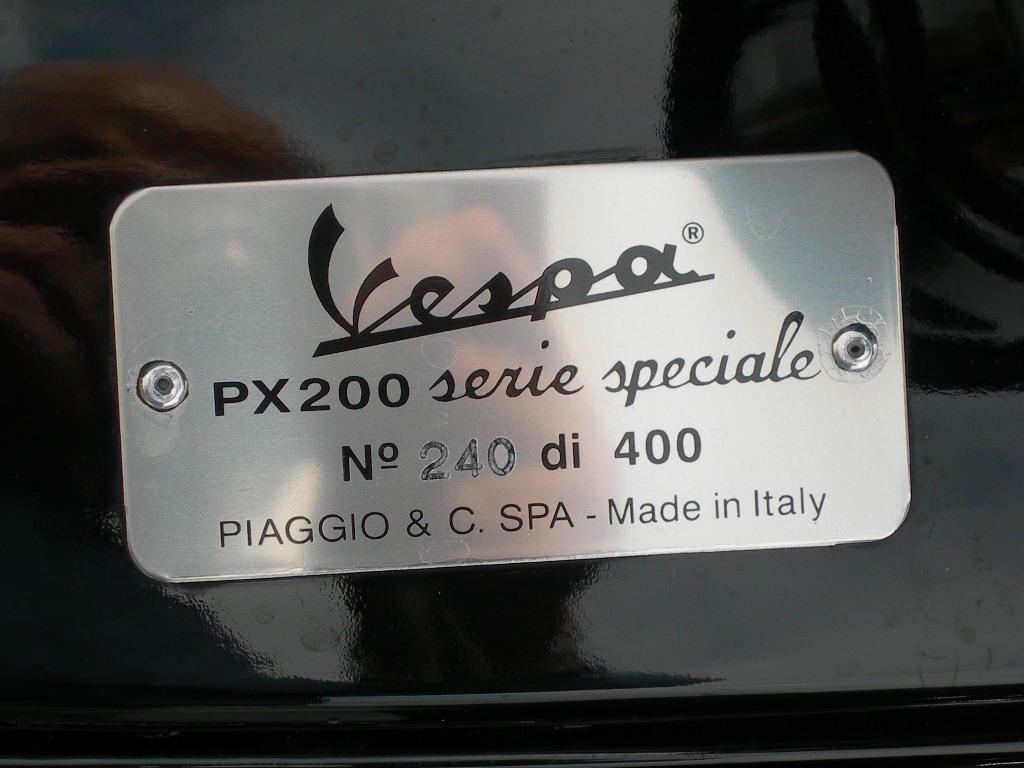 Vespa®
PX200 serie speciale
Nº 240 di 400
PIAGGIO & C. SPA - Made in Italy